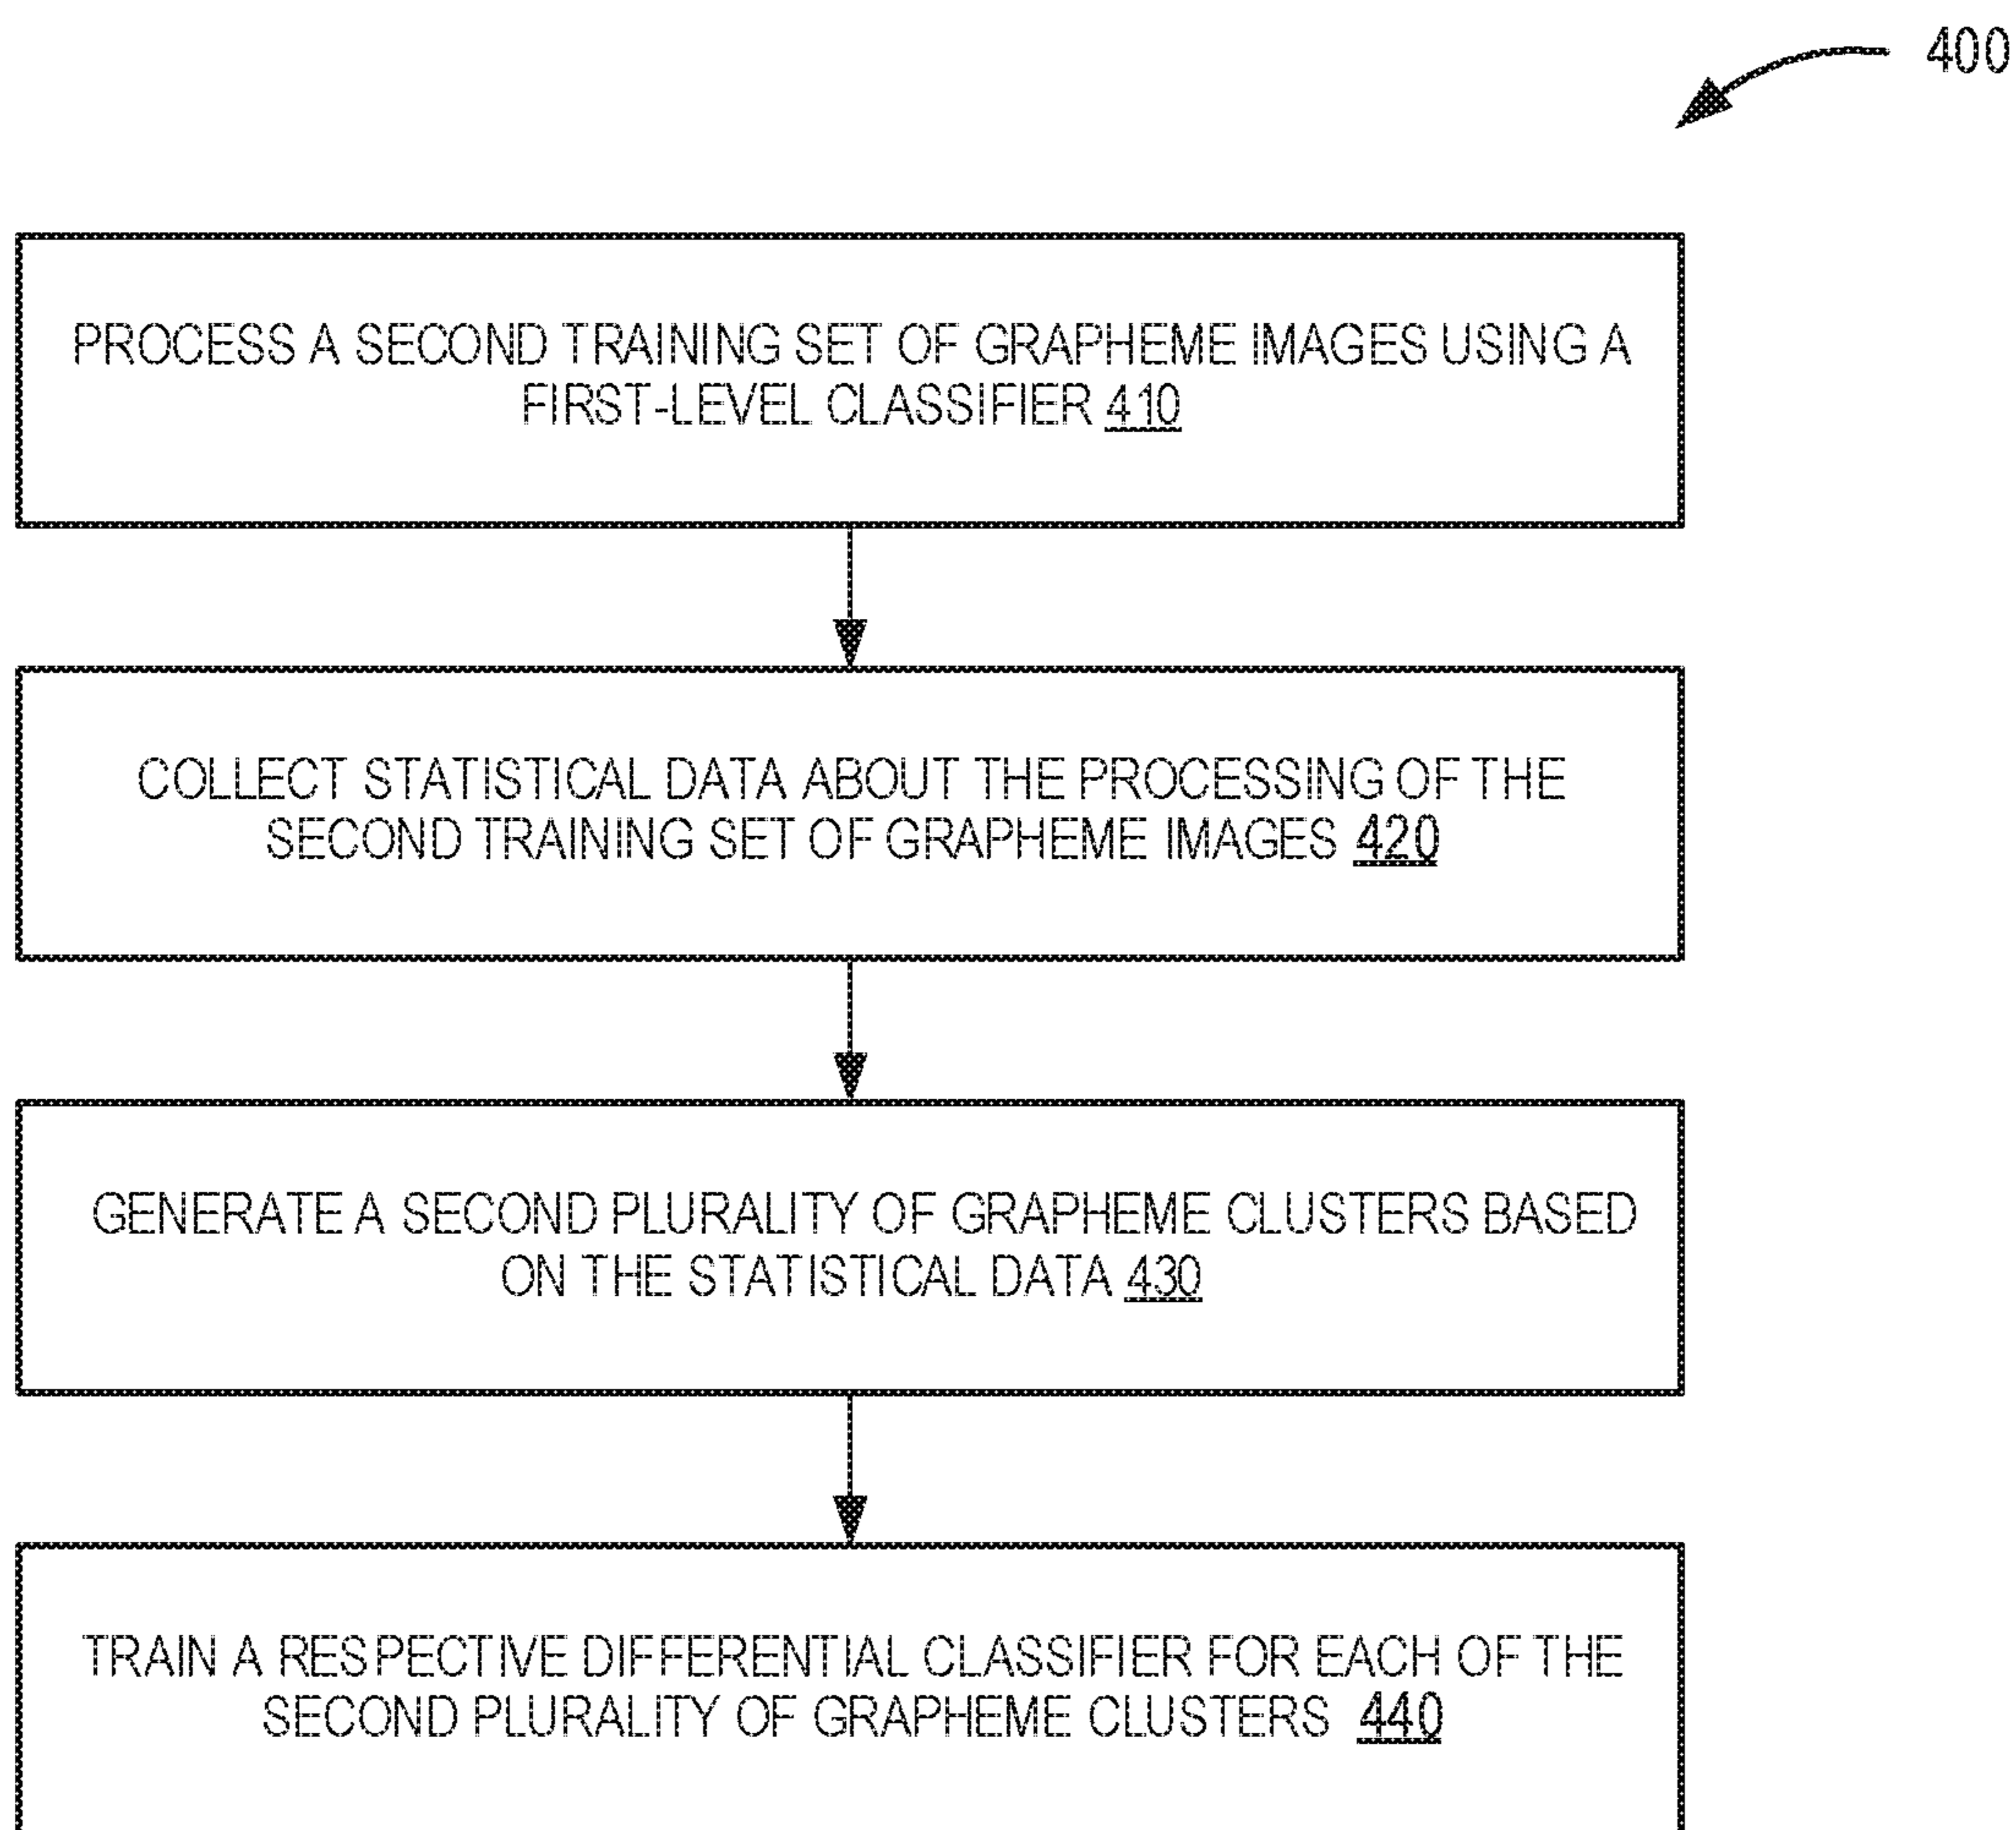 400
PROCESS A SECOND TRAINING SET OF GRAPHEME IMAGES USING A
FIRST-LEVEL CLASSIFIER 410
COLLECT STATISTICAL DATA ABOUT THE PROCESSING OF THE
SECOND TRAINING SET OF GRAPHEME IMAGES 420
GENERATE A SECOND PLURALITY OF GRAPHEME CLUSTERS BASED
ON THE STATISTICAL DATA 430
TRAIN A RESPECTIVE DIFFERENTIAL CLASSIFIER FOR EACH OF THE
SECOND PLURALITY OF GRAPHEME CLUSTERS 440